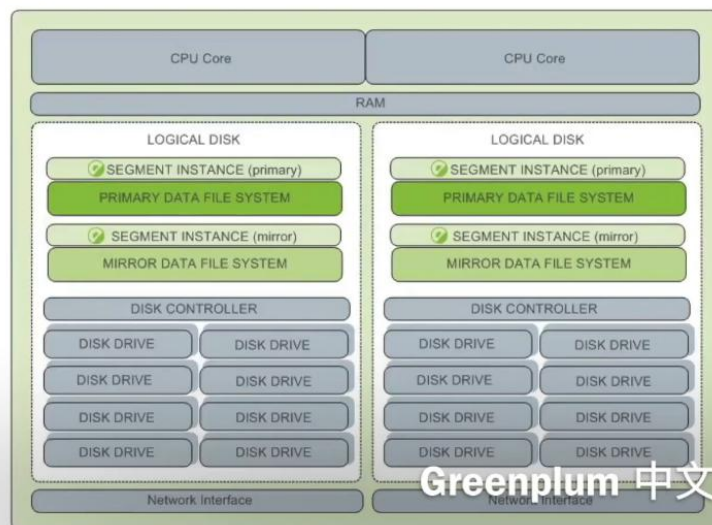 CPU Core CPU Core
RAM
LOGICAL DISK LOGICAL DISK
SEGMENT INSTANCE (primary) SEGMENT INSTANCE (primary)
PRIMARY DATA FILE SYSTEM PRIMARY DATA FILE SYSTEM
SEGMENT INSTANCE (mirror) SEGMENT INSTANCE (mirror)
MIRROR DATA FILE SYSTEM MIRROR DATA FILE SYSTEM
DISK CONTROLLER DISK CONTROLLER
DISK DRIVE DISK DRIVE DISK DRIVE DISK DRIVE
DISK DRIVE DISK DRIVE DISK DRIVE DISK DRIVE
DISK DRIVE DISK DRIVE DISK DRIVE DISK DRIVE
DISK DRIVE DISK DRIVE DISK DRIVE DISK DRIVE
Greenplum 中文
Network Interface Network Interface